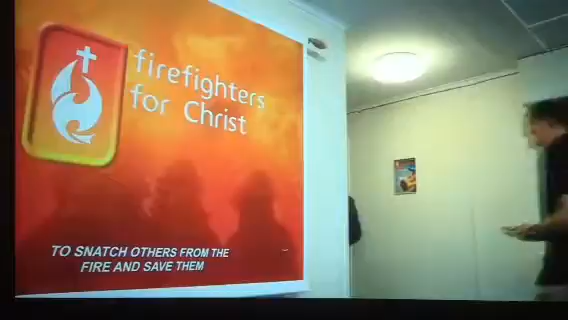 firefighters
for Christ
TO SNATCH OTHERS FROM THE
FIRE AND SAVE THEM